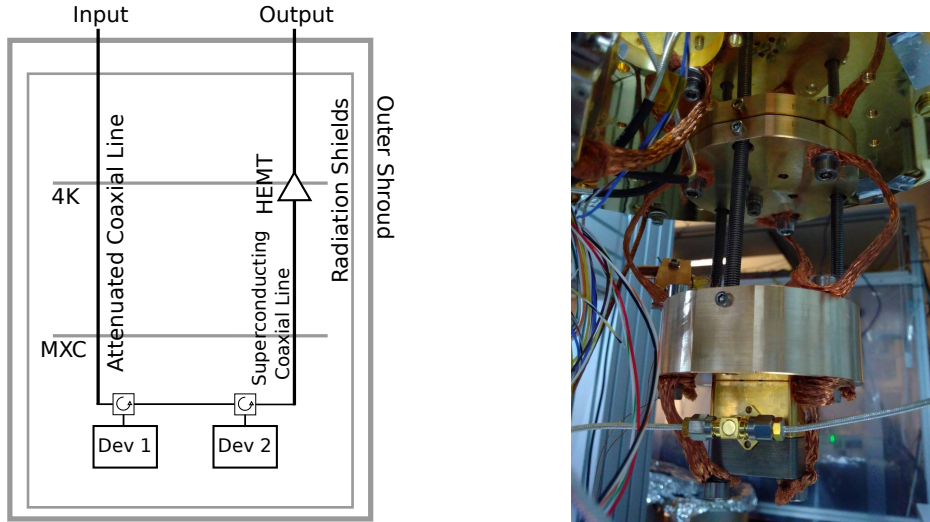 Input
Output
4K
Attenuated Coaxial Line
HEMT
Radiation Shields
Outer Shroud
MXC
Superconducting
Coaxial Line
Dev 1
Dev 2